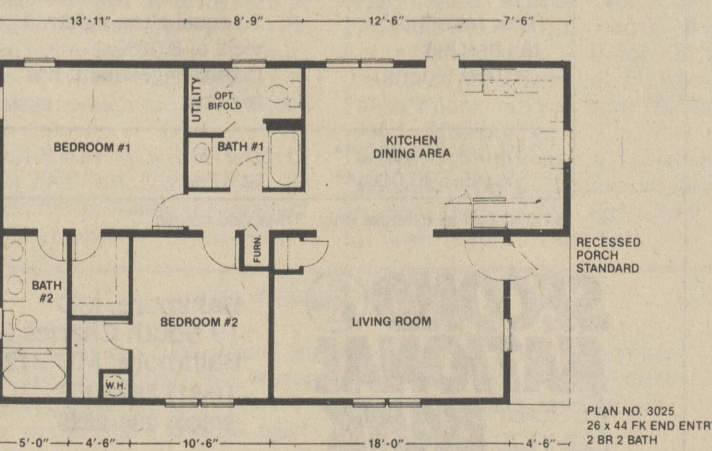 13'-11" 8'-9" 12'-6" 7'-6"
UTILITY
OPT.
BIFOLD
BEDROOM #1
BATH #1
KITCHEN
DINING AREA
FURN.
RECESSED
PORCH
STANDARD
BATH
#2
BEDROOM #2
LIVING ROOM
W.H.
PLAN NO. 3025
26 x 44 FK END ENTRY
2 BR 2 BATH
5'-0" 4'-6" 10'-6" 18'-0" 4'-6"